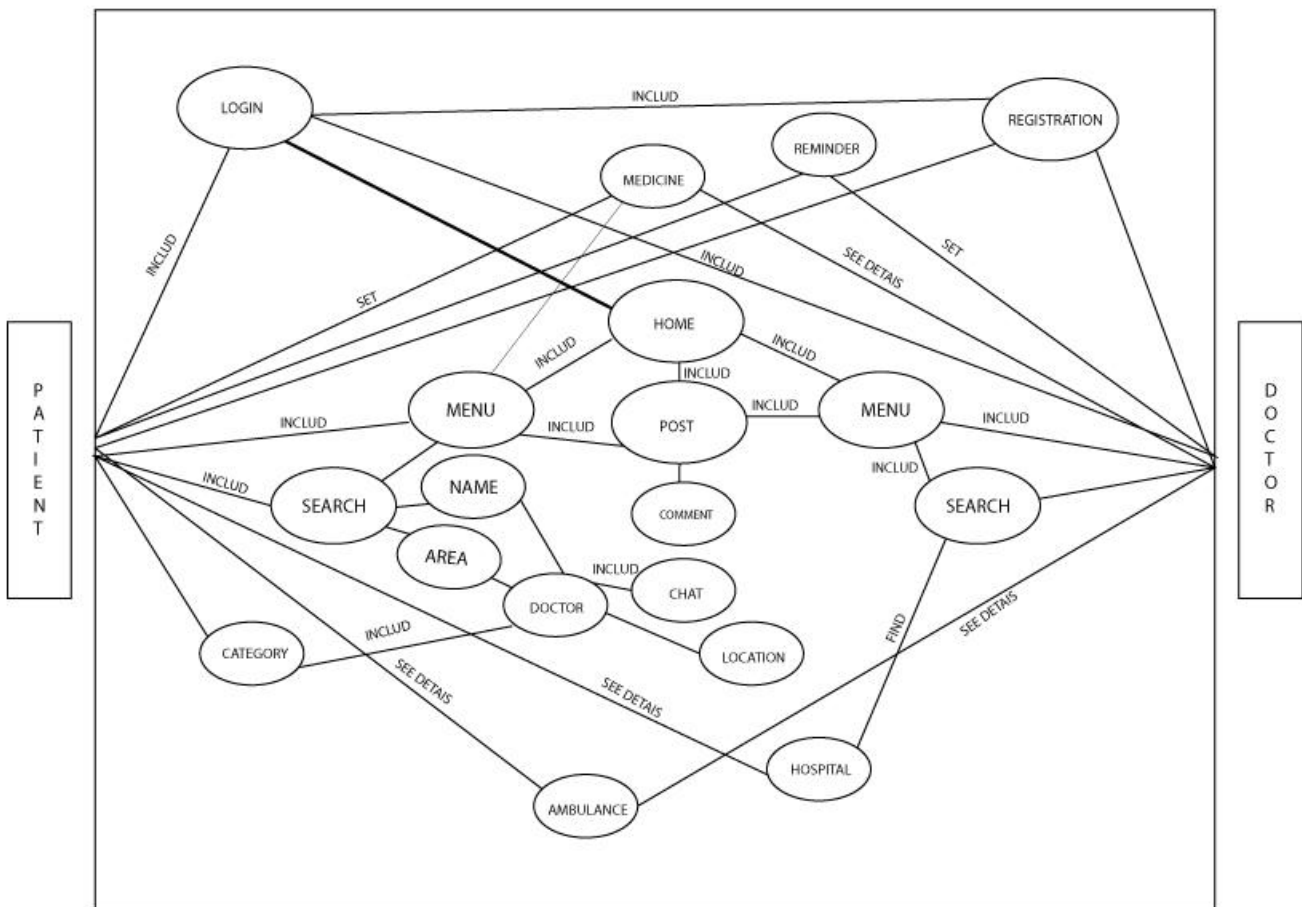 LOGIN
INCLUD
REGISTRATION
REMINDER
MEDICINE
INCLUD
SET
INCLUD
SEE DETAIS
SET
HOME
INCLUD
INCLUD
INCLUD
MENU
POST
MENU
INCLUD
INCLUD
INCLUD
INCLUD
INCLUD
INCLUD
SEARCH
NAME
COMMENT
SEARCH
AREA
DOCTOR
INCLUD
CHAT
CATEGORY
INCLUD
LOCATION
FIND
SEE DETAIS
SEE DETAIS
SEE DETAIS
HOSPITAL
AMBULANCE
PATIENT
DOCTOR